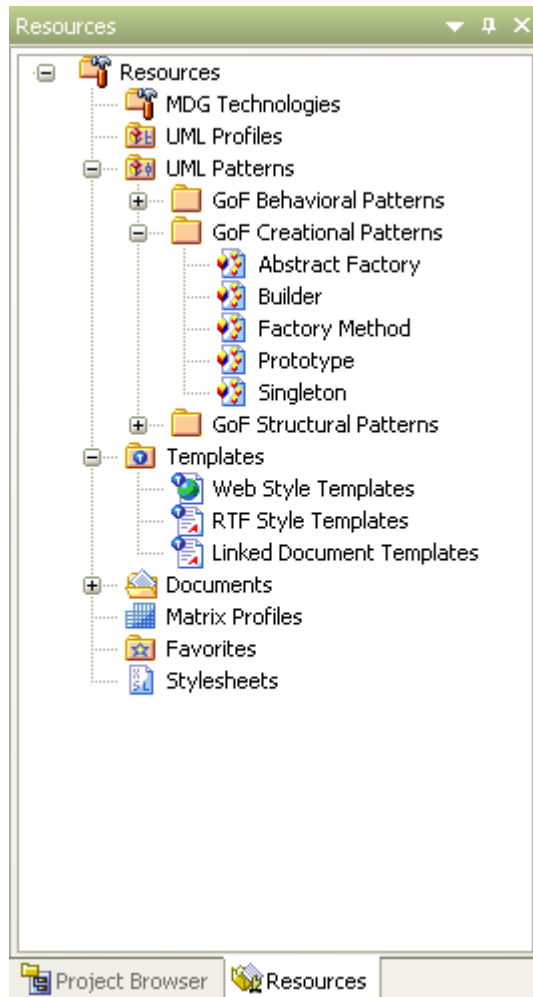 Resources
Resources
MDG Technologies
UML Profiles
UML Patterns
GoF Behavioral Patterns
GoF Creational Patterns
Abstract Factory
Builder
Factory Method
Prototype
Singleton
GoF Structural Patterns
Templates
Web Style Templates
RTF Style Templates
Linked Document Templates
Documents
Matrix Profiles
Favorites
Stylesheets
Project Browser Resources